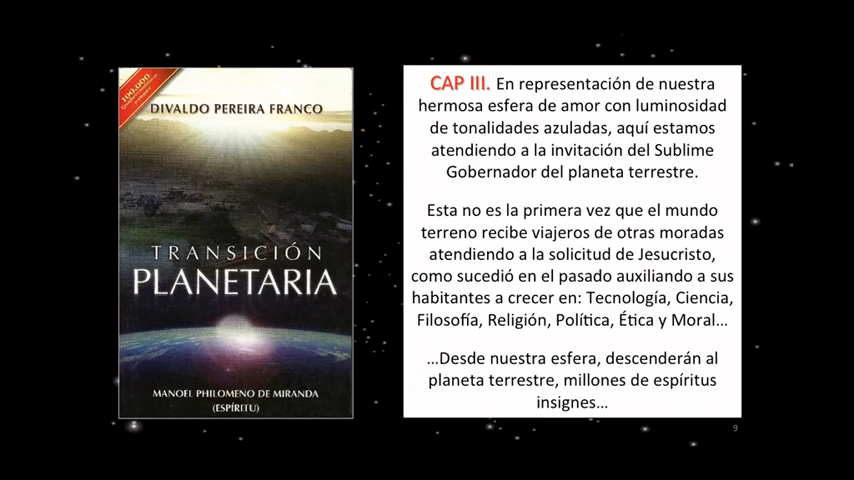 100.000
DIVALDO PEREIRA FRANCO
TRANSICIÓN
PLANETARIA
MANOEL PHILOMENO DE MIRANDA
(ESPÍRITU)
CAP III. En representación de nuestra
hermosa esfera de amor con luminosidad
de tonalidades azuladas, aquí estamos
atendiendo a la invitación del Sublime
Gobernador del planeta terrestre.
Esta no es la primera vez que el mundo
terreno recibe viajeros de otras moradas
atendiendo a la solicitud de Jesucristo,
como sucedió en el pasado auxiliando a sus
habitantes a crecer en: Tecnología, Ciencia,
Filosofía, Religión, Política, Ética y Moral...
...Desde nuestra esfera, descenderán al
planeta terrestre, millones de espíritus
insignes...
9